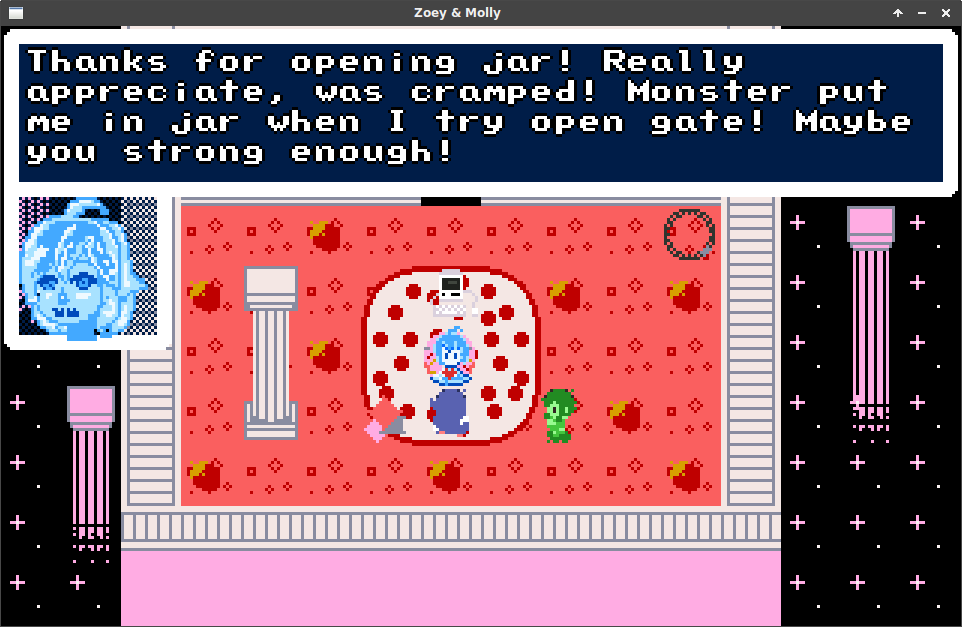 Zoey & Molly
Thanks for opening jar! Really
appreciate, was cramped! Monster put
me in jar when I try open gate! Maybe
you strong enough!